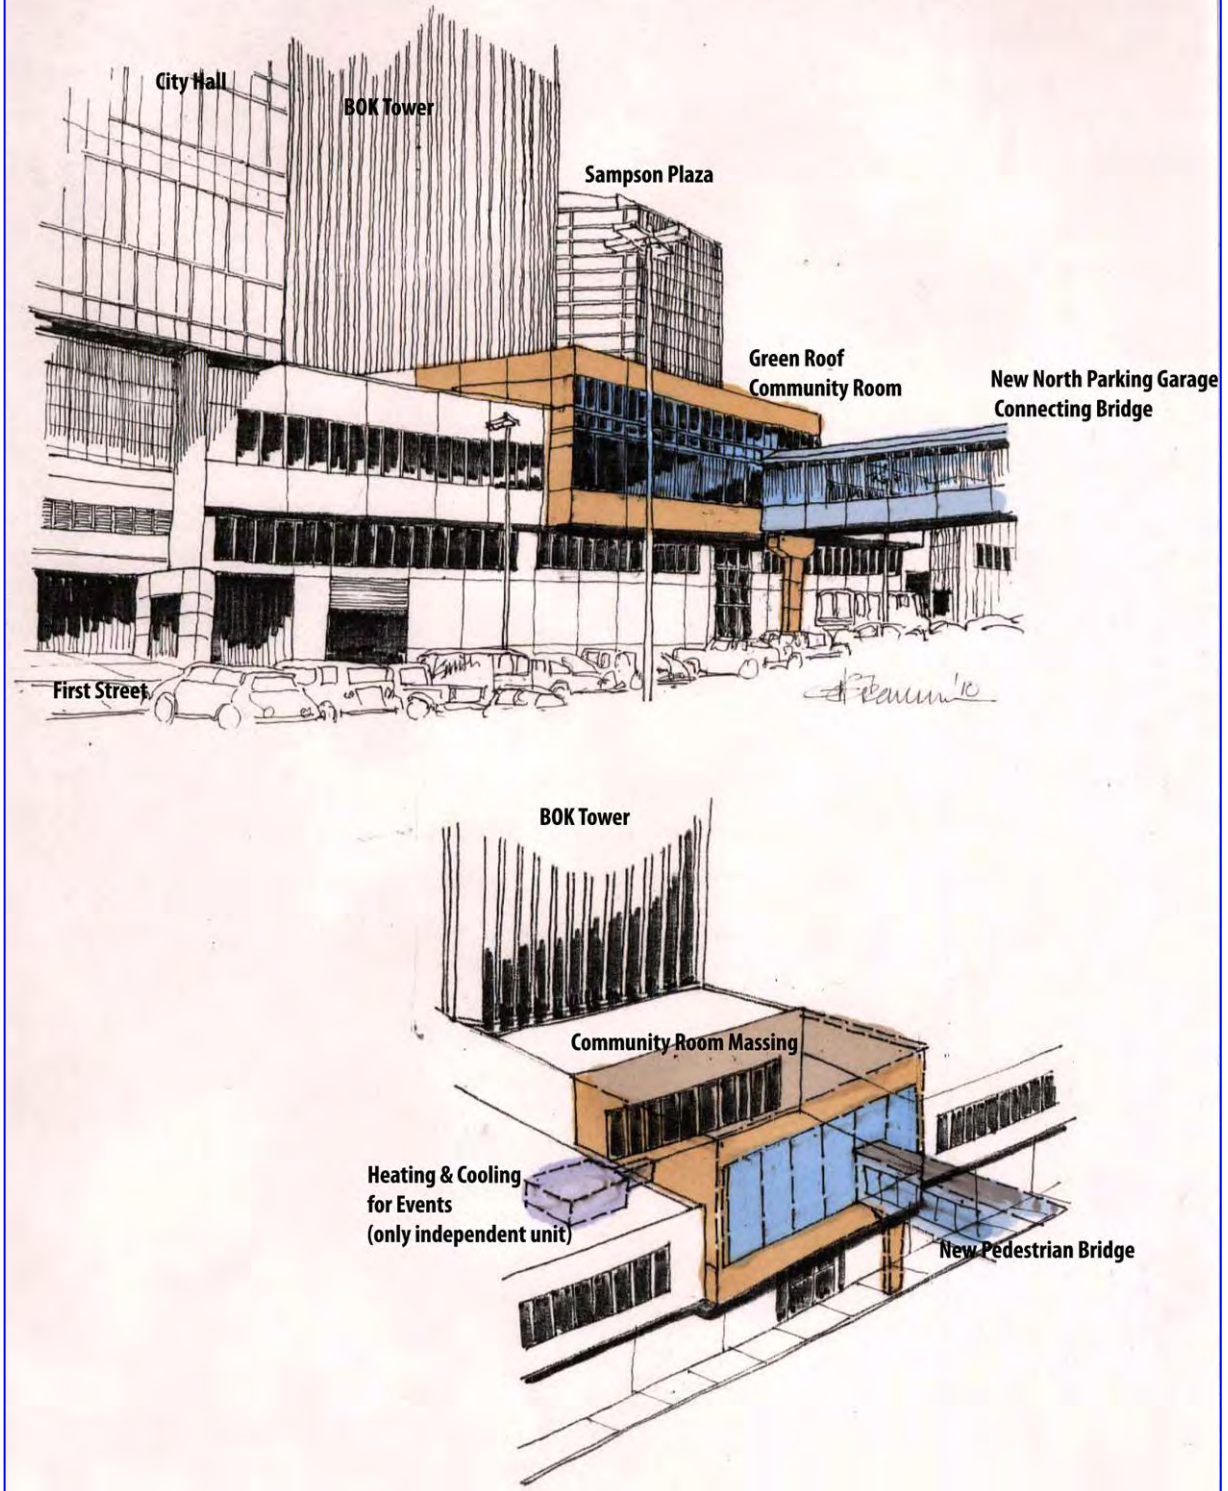 City Hall
BOK Tower
Sampson Plaza
Green Roof
Community Room
New North Parking Garage
Connecting Bridge
First Street
'10
BOK Tower
Community Room Massing
Heating & Cooling
for Events
(only independent unit)
New Pedestrian Bridge